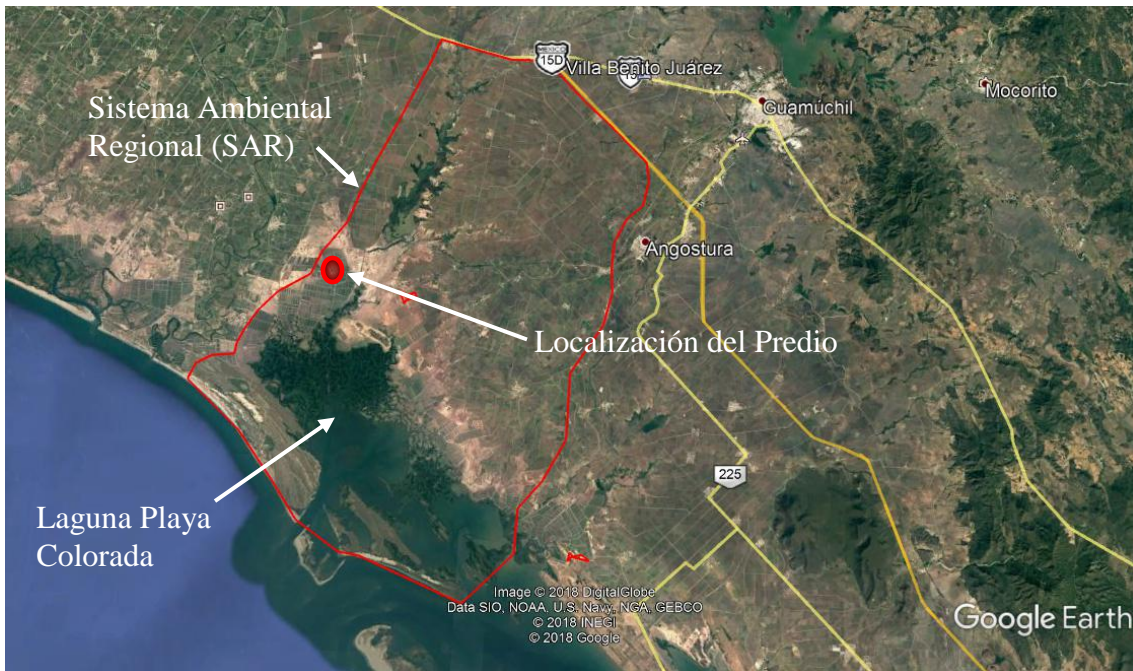 MEXICO
15D
Villa Benito Juárez
Guamúchil
Mocorito
Sistema Ambiental
Regional (SAR)
Angostura
Localización del Predio
225
Laguna Playa
Colorada
Image © 2018 DigitalGlobe
Data SIO, NOAA, U.S. Navy, NGA, GEBCO
© 2018 INEGI
© 2018 Google
Google Earth